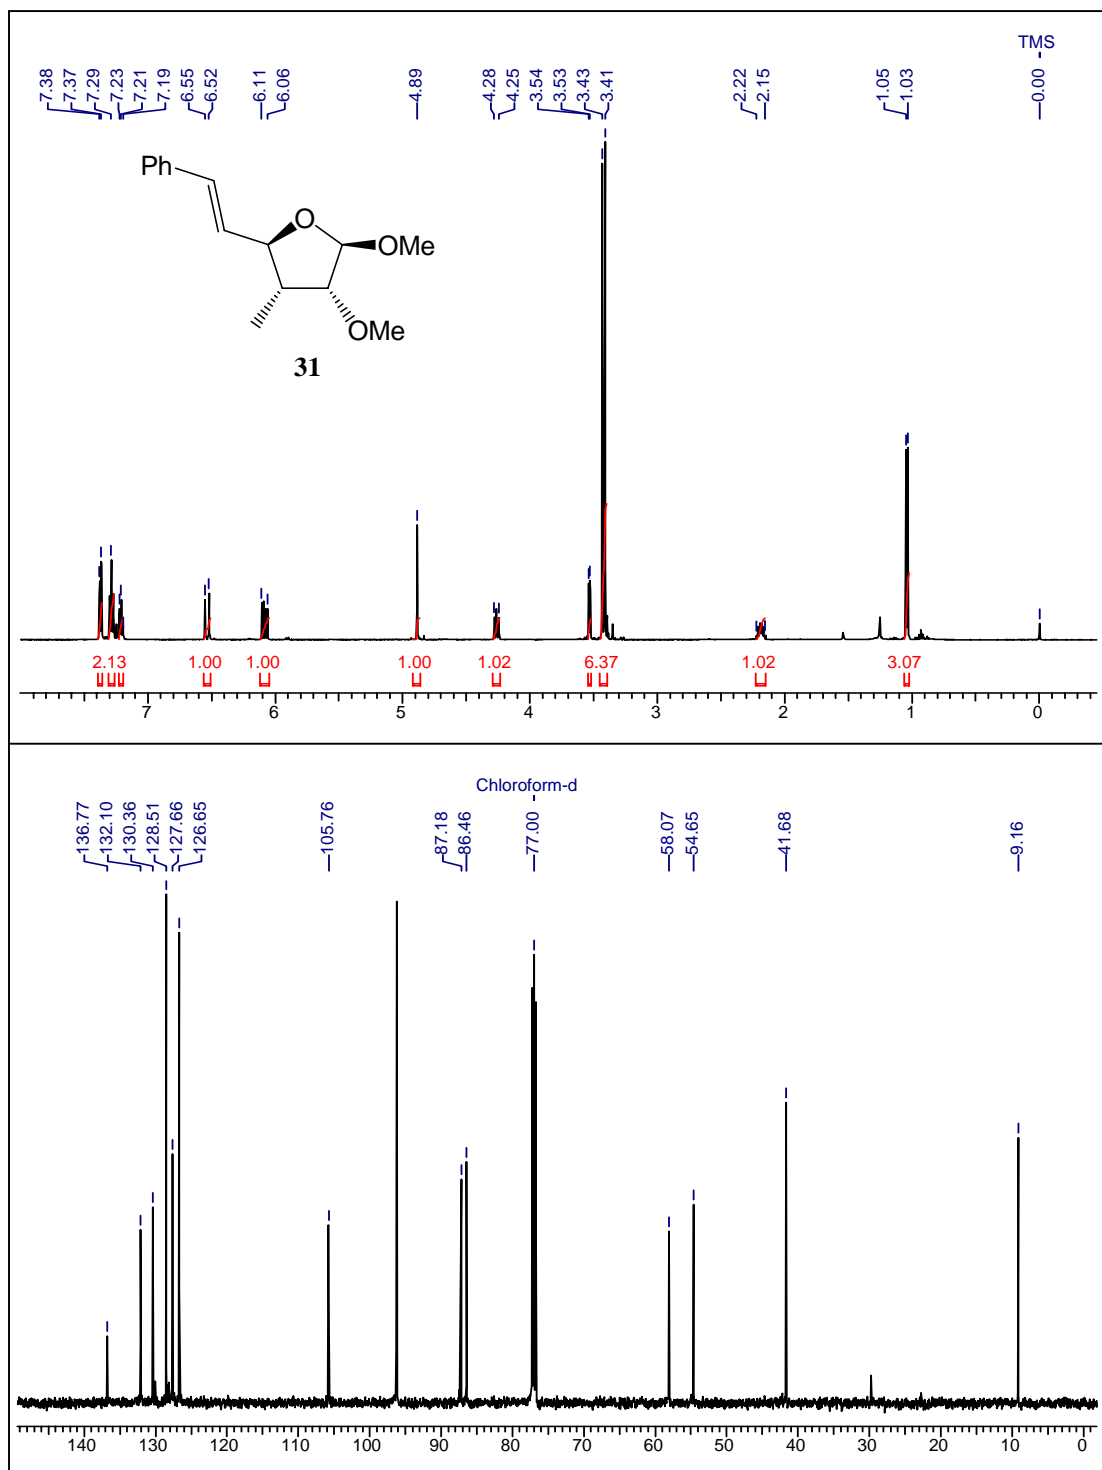 TMS
7.38 7.37 7.29 7.23 7.21 7.19 6.55 6.52 6.11 6.06 4.89 4.28 4.25 3.54 3.53 3.43 3.41 2.22 2.15 1.05 1.03 0.00
Ph
O
OMe
OMe
31
2.13 1.00 1.00 1.00 1.02 6.37 1.02 3.07
7 6 5 4 3 2 1 0
Chloroform-d
136.77 132.10 130.36 128.51 127.66 126.65 105.76 87.18 86.46 77.00 58.07 54.65 41.68 9.16
140 130 120 110 100 90 80 70 60 50 40 30 20 10 0